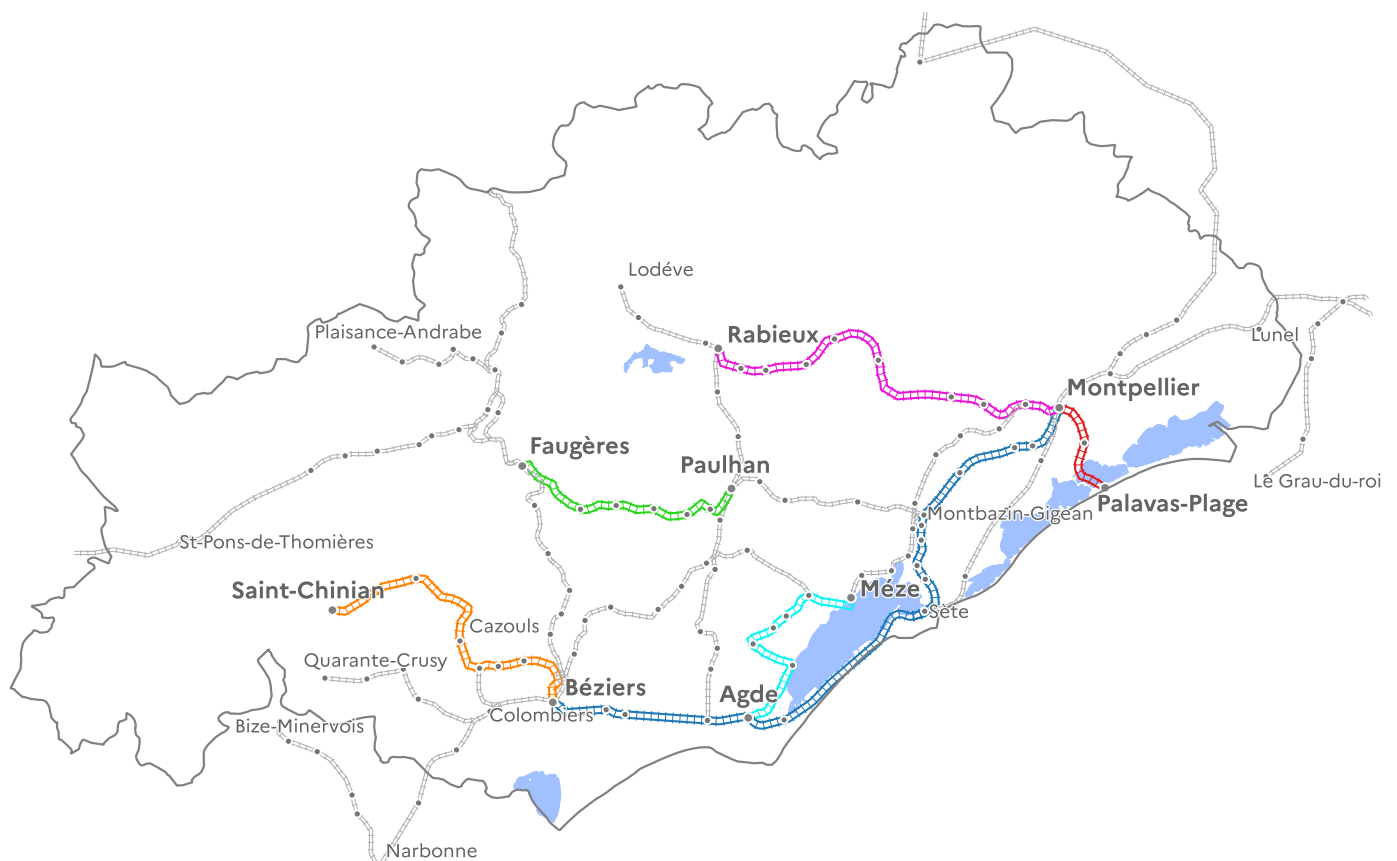 Lodéve
Plaisance-Andrabe
Rabieux
Lunel
Montpellier
Faugères
Paulhan
Le Grau-du-roi
Palavas-Plage
Montbazin-Gigean
St-Pons-de-Thomières
Saint-Chinian
Méze
Séte
Cazouls
Quarante-Crusy
Béziers
Agde
Colombiers
Bize-Minervois
Narbonne